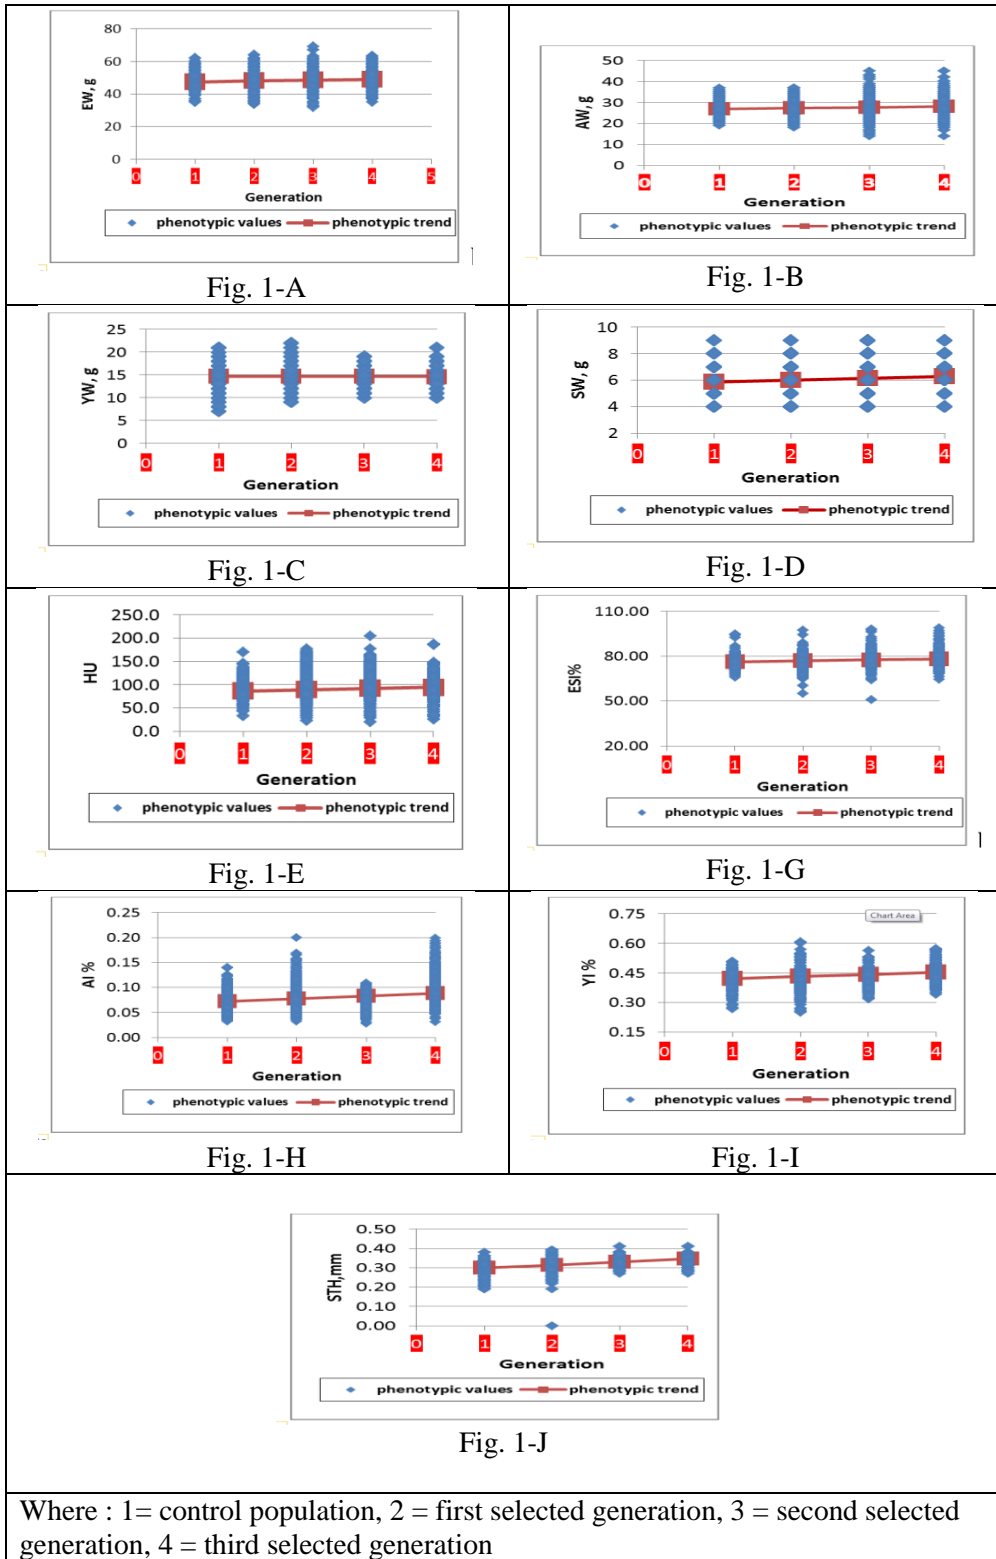 80
60
40
20
0
EW, g
0 1 2 3 4 5
Generation
phenotypic values phenotypic trend
Fig. 1-A
50
40
30
20
10
0
AW, g
0 1 2 3 4
Generation
phenotypic values phenotypic trend
Fig. 1-B
25
20
15
10
5
0
YW, g
0 1 2 3 4
Generation
phenotypic values phenotypic trend
Fig. 1-C
10
8
6
4
2
SW, g
0 1 2 3 4
Generation
phenotypic values phenotypic trend
Fig. 1-D
250.0
200.0
150.0
100.0
50.0
0.0
HU
0 1 2 3 4
Generation
phenotypic values phenotypic trend
Fig. 1-E
110.00
80.00
50.00
20.00
ESI%
0 1 2 3 4
Generation
phenotypic values phenotypic trend
Fig. 1-G
0.25
0.20
0.15
0.10
0.05
0.00
AI %
0 1 2 3 4
Generation
phenotypic values phenotypic trend
Fig. 1-H
0.75
0.60
0.45
0.30
0.15
YI %
Chart Area
0 1 2 3 4
Generation
phenotypic values phenotypic trend
Fig. 1-I
0.50
0.40
0.30
0.20
0.10
0.00
STH,mm
0 1 2 3 4
Generation
phenotypic values phenotypic trend
Fig. 1-J
Where : 1= control population, 2 = first selected generation, 3 = second selected
generation, 4 = third selected generation